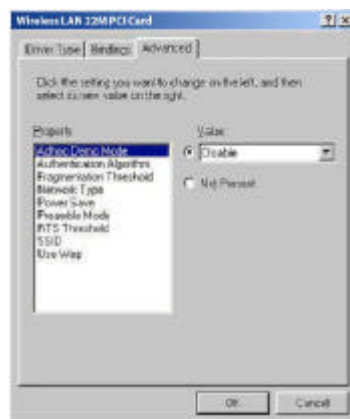 Wireless LAN 22M PCI Card
Driver Type Bindings Advanced
Click the setting you want to change on the left, and then
select its new value on the right.
Property
Value
Adhoc Demo Mode
Authentication Algorithm
Fragmentation Threshold
Network Type
Power Save
Preamble Mode
RTS Threshold
SSID
Use Wep
Disable
Not Present
OK
Cancel